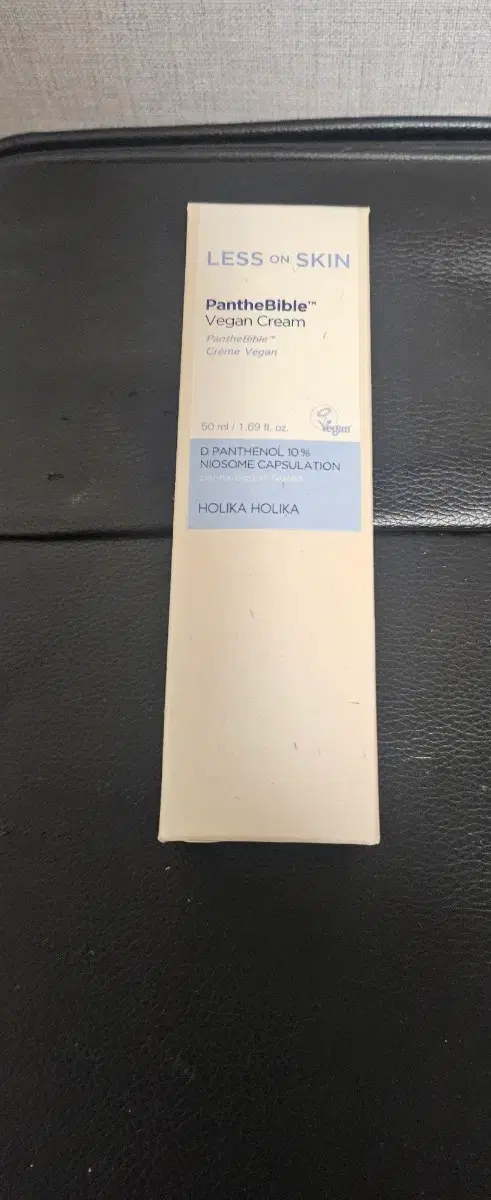 LESS ON SKIN
PantheBible™
Vegan Cream
PantheBible™
Crème Vegan
50 ml / 1.69 fl. oz.
Vegan
D PANTHENOL 10%
NIOSOME CAPSULATION
HOLIKA HOLIKA